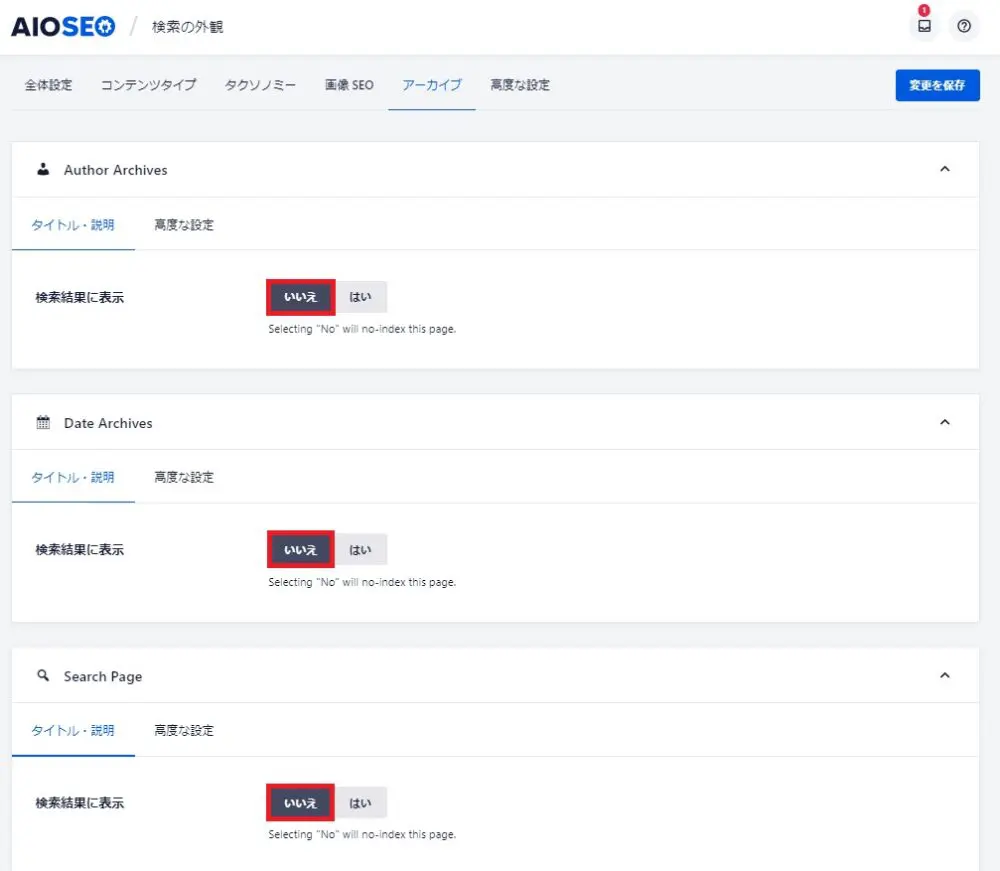 AIOSEO / 検索の外観
1
全体設定 コンテンツタイプ タクソノミー 画像 SEO アーカイブ 高度な設定 変更を保存
Author Archives
タイトル・説明 高度な設定
検索結果に表示 いいえ はい
Selecting "No" will no-index this page.
Date Archives
タイトル・説明 高度な設定
検索結果に表示 いいえ はい
Selecting "No" will no-index this page.
Search Page
タイトル・説明 高度な設定
検索結果に表示 いいえ はい
Selecting "No" will no-index this page.